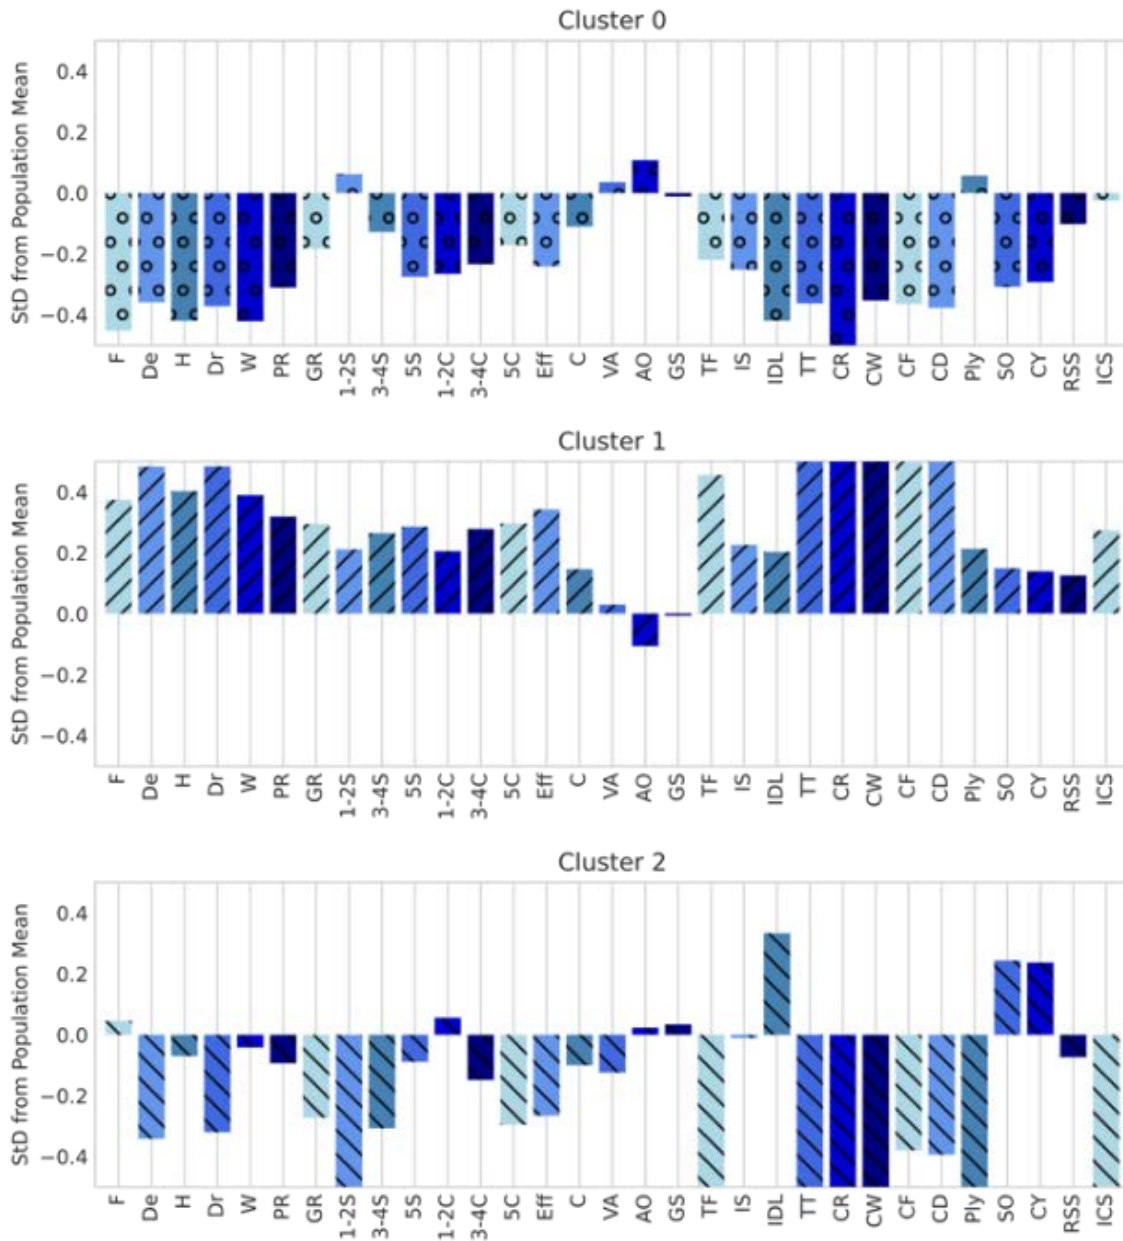 Cluster 0
StD from Population Mean
0.4
0.2
0.0
−0.2
−0.4
F De H Dr W PR GR 1-2S 3-4S 5S 1-2C 3-4C 5C Eff C VA AO GS TF IS IDL TT CR CW CF CD Ply SO CY RSS ICS
Cluster 1
StD from Population Mean
0.4
0.2
0.0
−0.2
−0.4
F De H Dr W PR GR 1-2S 3-4S 5S 1-2C 3-4C 5C Eff C VA AO GS TF IS IDL TT CR CW CF CD Ply SO CY RSS ICS
Cluster 2
StD from Population Mean
0.4
0.2
0.0
−0.2
−0.4
F De H Dr W PR GR 1-2S 3-4S 5S 1-2C 3-4C 5C Eff C VA AO GS TF IS IDL TT CR CW CF CD Ply SO CY RSS ICS